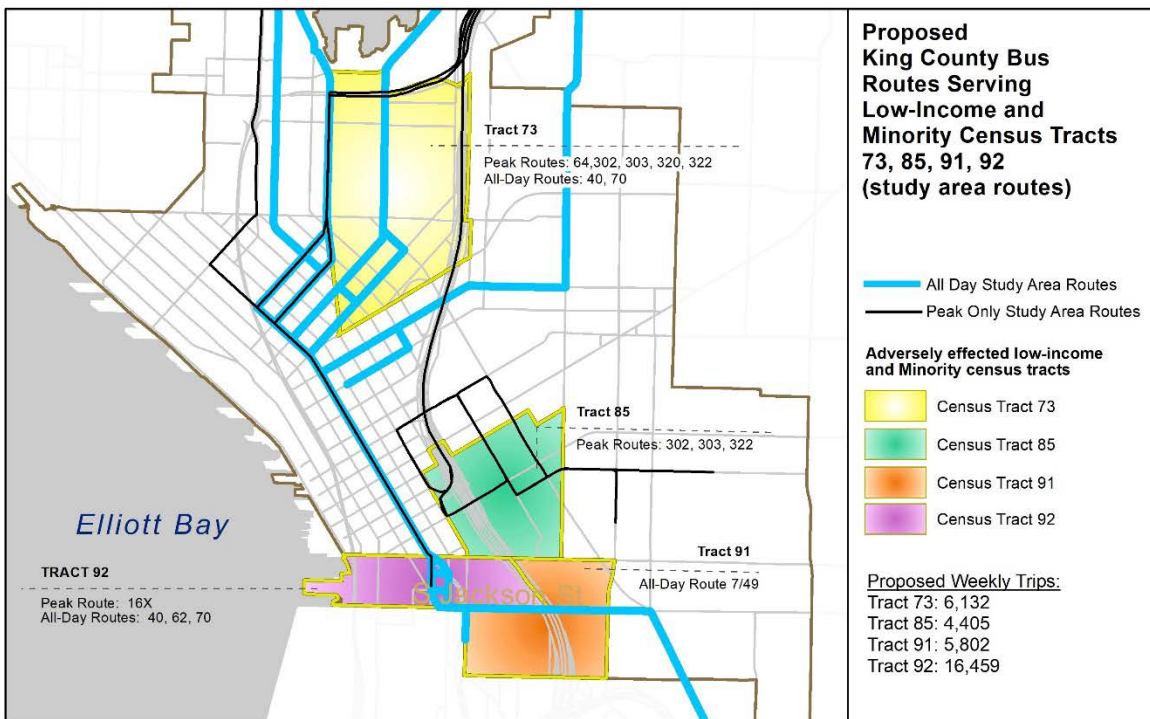 Proposed
King County Bus
Routes Serving
Low-Income and
Minority Census Tracts
73, 85, 91, 92
(study area routes)
All Day Study Area Routes
Peak Only Study Area Routes
Adversely effected low-income
and Minority census tracts
Census Tract 73
Census Tract 85
Census Tract 91
Census Tract 92
Proposed Weekly Trips:
Tract 73: 6,132
Tract 85: 4,405
Tract 91: 5,802
Tract 92: 16,459
Tract 73
Peak Routes: 64,302, 303, 320, 322
All-Day Routes: 40, 70
Tract 85
Peak Routes: 302, 303, 322
Elliott Bay
Tract 91
All-Day Route 7/49
TRACT 92
Peak Route: 16X
All-Day Routes: 40, 62, 70
S Jackson St